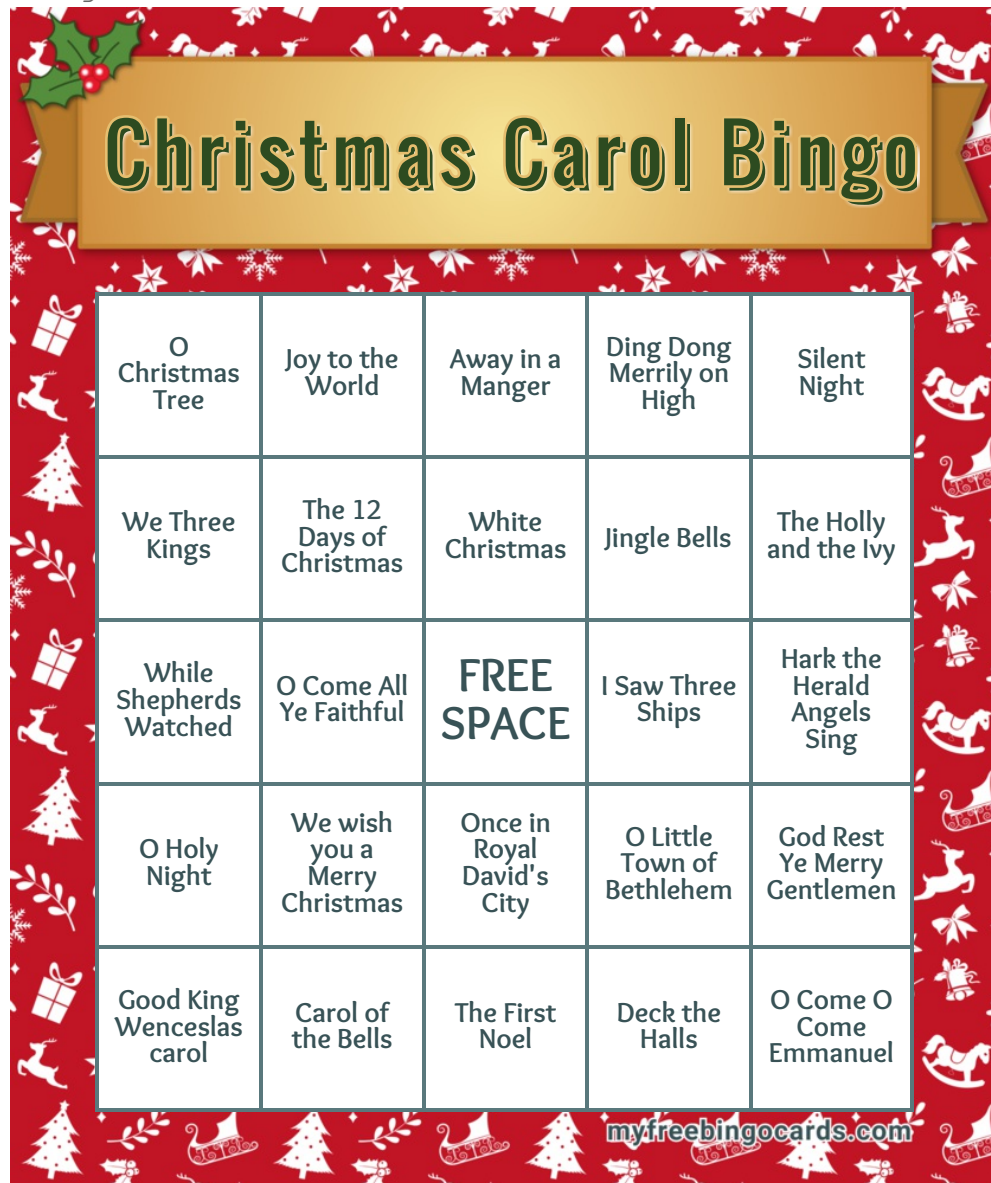 Christmas Carol Bingo
O
Christmas
Tree
Joy to the
World
Away in a
Manger
Ding Dong
Merrily on
High
Silent
Night
We Three
Kings
The 12
Days of
Christmas
White
Christmas
Jingle Bells
The Holly
and the Ivy
While
Shepherds
Watched
O Come All
Ye Faithful
FREE
SPACE
I Saw Three
Ships
Hark the
Herald
Angels
Sing
O Holy
Night
We wish
you a
Merry
Christmas
Once in
Royal
David's
City
O Little
Town of
Bethlehem
God Rest
Ye Merry
Gentlemen
Good King
Wenceslas
carol
Carol of
the Bells
The First
Noel
Deck the
Halls
O Come O
Come
Emmanuel
myfreebingocards.com